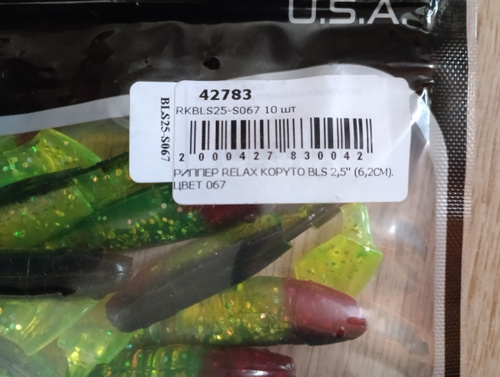 U.S.A.
42783
RKBLS25-S067 10 шт
BLS25-S067
2 000427 830042
РИППЕР RELAX KOPYTO BLS 2,5" (6,2СМ).
ЦВЕТ 067